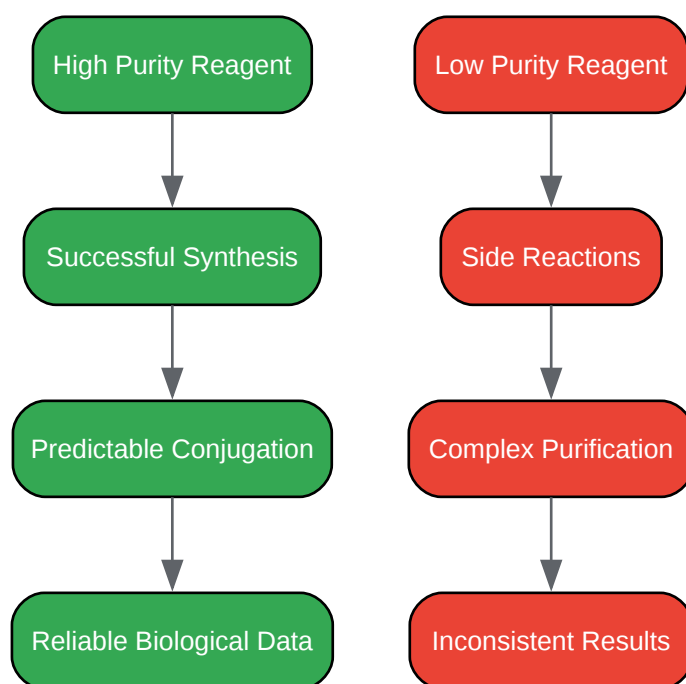 High Purity Reagent
Low Purity Reagent
Successful Synthesis
Side Reactions
Predictable Conjugation
Complex Purification
Reliable Biological Data
Inconsistent Results